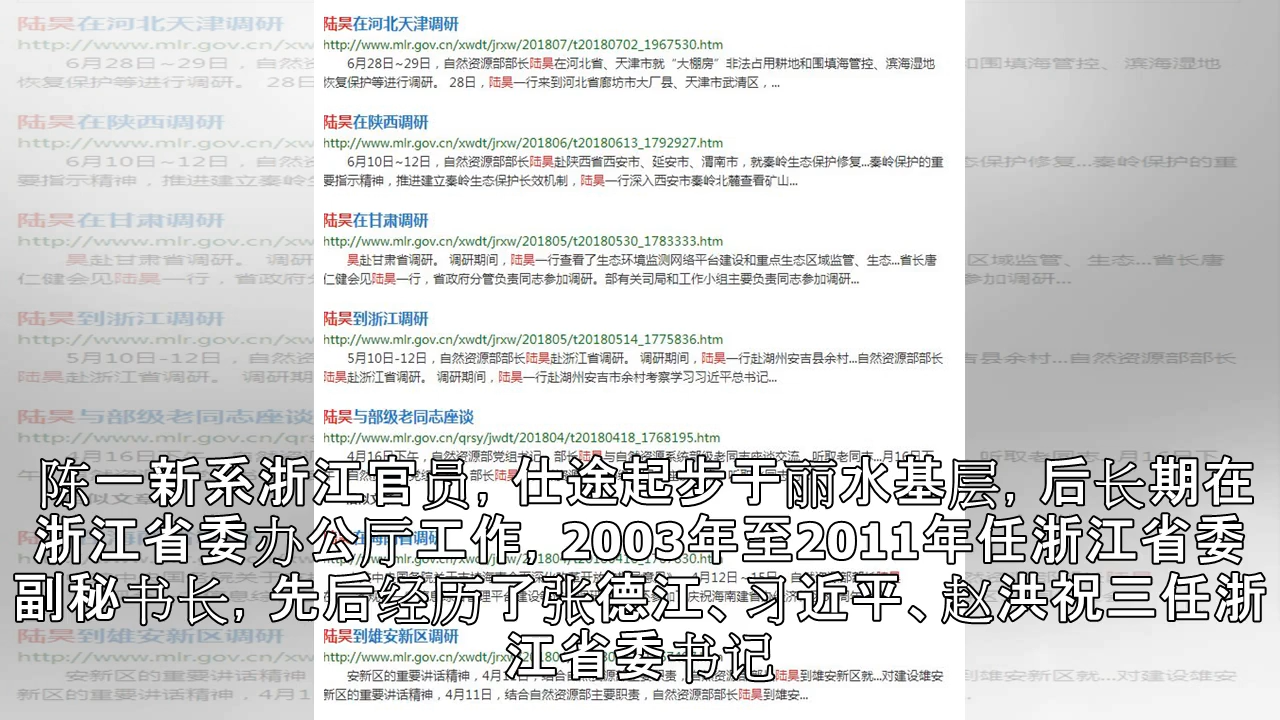 陆昊在河北天津调研
http://www.mlr.gov.cn/xwdt/jrxw/201807/t20180702_1967530.htm
6月28日~29日，自然资源部部长陆昊在河北省、天津市就“大棚房”非法占用耕地和围填海管控、滨海湿地
恢复保护等进行调研。 28日，陆昊一行来到河北省廊坊市大厂县、天津市武清区，...
陆昊在陕西调研
http://www.mlr.gov.cn/xwdt/jrxw/201806/t20180613_1792927.htm
6月10日~12日，自然资源部部长陆昊赴陕西省西安市、延安市、渭南市，就秦岭生态保护修复...秦岭保护的重
要指示精神，推进建立秦岭生态保护长效机制，陆昊一行深入西安市秦岭北麓查看矿山...
陆昊在甘肃调研
http://www.mlr.gov.cn/xwdt/jrxw/201805/t20180530_1783333.htm
昊赴甘肃省调研。 调研期间，陆昊一行查看了生态环境监测网络平台建设和重点生态区域监管、生态...省长唐
仁健会见陆昊一行，省政府分管负责同志参加调研。部有关司局和工作小组主要负责同志参加调研...
陆昊到浙江调研
http://www.mlr.gov.cn/xwdt/jrxw/201805/t20180514_1775836.htm
5月10日-12日，自然资源部部长陆昊赴浙江省调研。 调研期间，陆昊一行赴湖州安吉县余村...自然资源部部长
陆昊赴浙江省调研。 调研期间，陆昊一行赴湖州安吉市余村考察学习习近平总书记...
陆昊与部级老同志座谈
http://www.mlr.gov.cn/qrsy/jwdt/201804/t20180418_1768195.htm
陈一新系浙江官员，仕途起步于丽水基层，后长期在
浙江省委办公厅工作，2003年至2011年任浙江省委
副秘书长，先后经历了张德江、习近平、赵洪祝三任浙
江省委书记
陆昊到雄安新区调研
安新区的重要讲话精神，4月1
陆昊到雄安新区就...对建设雄安
新区的重要讲话精神，4月11日，结合自然资源部主要职责，自然资源部部长陆昊到雄安...